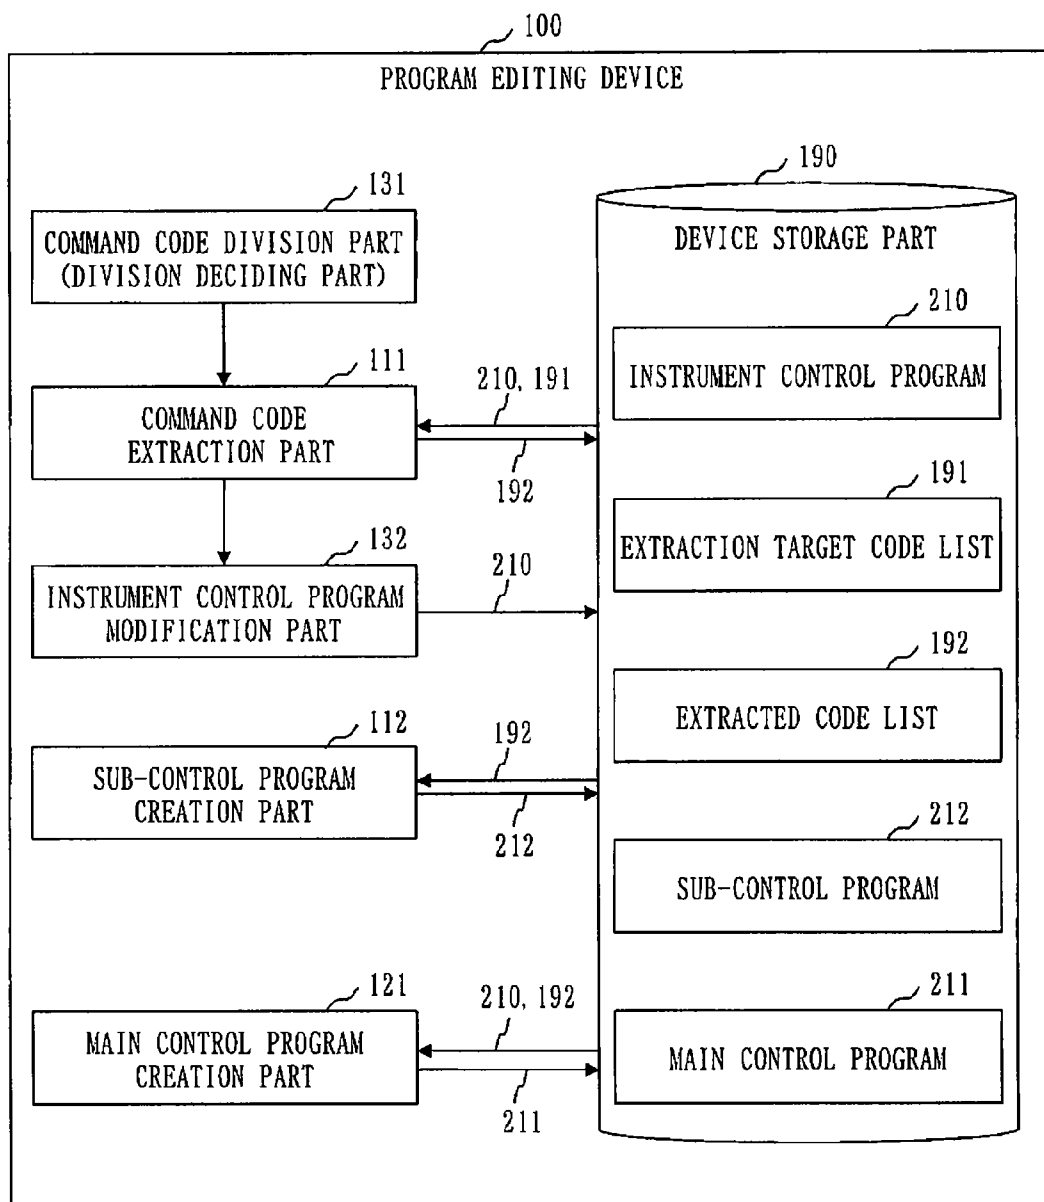 100
PROGRAM EDITING DEVICE
131
COMMAND CODE DIVISION PART
(DIVISION DECIDING PART)
111
COMMAND CODE
EXTRACTION PART
132
INSTRUMENT CONTROL PROGRAM
MODIFICATION PART
112
SUB-CONTROL PROGRAM
CREATION PART
121
MAIN CONTROL PROGRAM
CREATION PART
210, 191
192
210
192
212
210, 192
211
190
DEVICE STORAGE PART
210
INSTRUMENT CONTROL PROGRAM
191
EXTRACTION TARGET CODE LIST
192
EXTRACTED CODE LIST
212
SUB-CONTROL PROGRAM
211
MAIN CONTROL PROGRAM